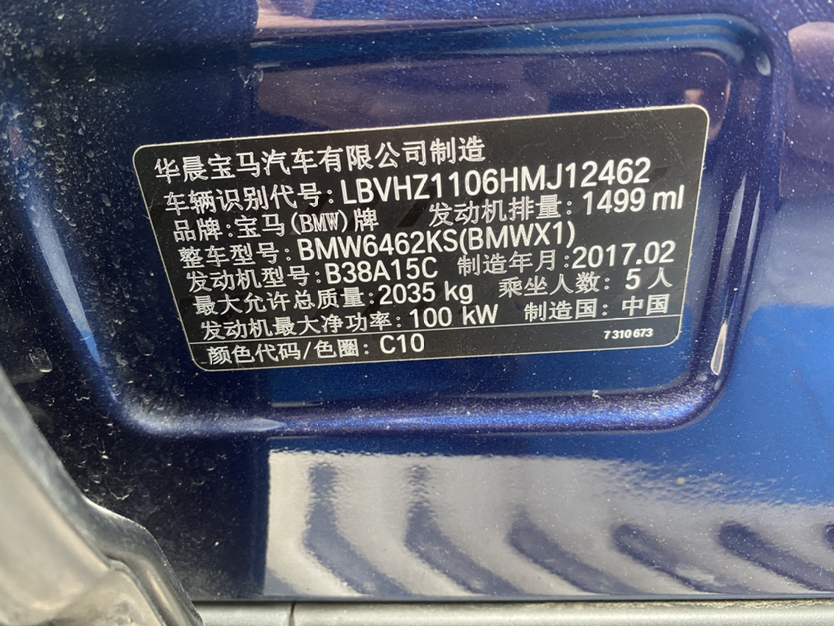 华晨宝马汽车有限公司制造
车辆识别代号: LBVHZ1106HMJ12462
品牌: 宝马(BMW)牌 发动机排量: 1499 ml
整车型号: BMW6462KS(BMWX1)
发动机型号: B38A15C 制造年月: 2017.02
最大允许总质量: 2035 kg 乘坐人数: 5 人
发动机最大净功率: 100 kW 制造国: 中国
颜色代码/色圈: C10 7 310 673